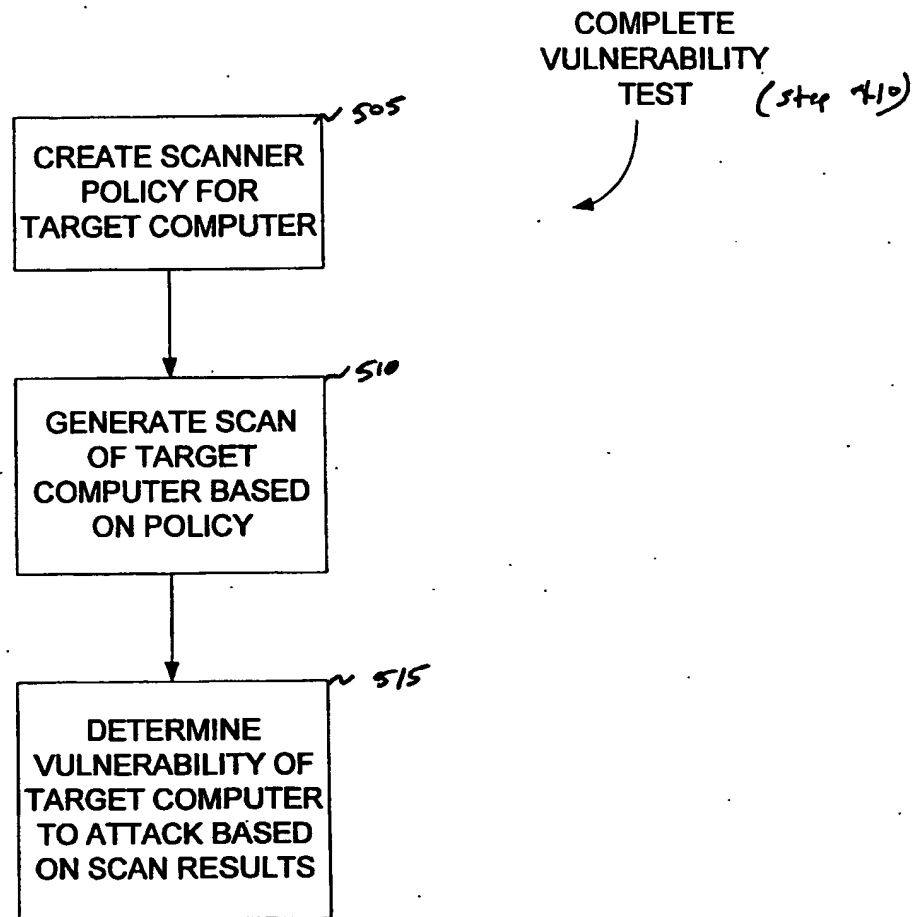 COMPLETE
VULNERABILITY
TEST (step 410)
505
CREATE SCANNER
POLICY FOR
TARGET COMPUTER
510
GENERATE SCAN
OF TARGET
COMPUTER BASED
ON POLICY
515
DETERMINE
VULNERABILITY OF
TARGET COMPUTER
TO ATTACK BASED
ON SCAN RESULTS